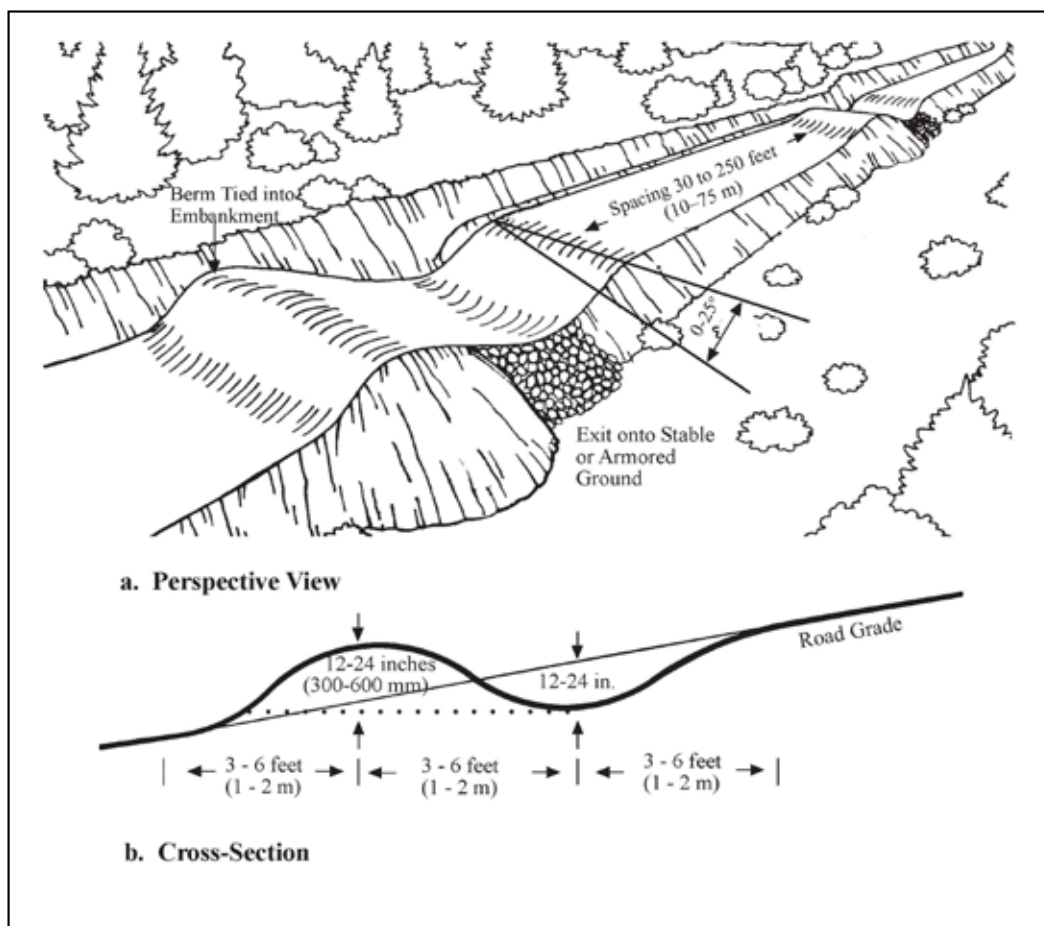 Berm Tied into
Embankment
Spacing 30 to 250 feet
(10–75 m)
0-25°
Exit onto Stable
or Armored
Ground
a. Perspective View
Road Grade
12-24 inches
(300-600 mm)
12-24 in.
3 - 6 feet
(1 - 2 m)
3 - 6 feet
(1 - 2 m)
3 - 6 feet
(1 - 2 m)
b. Cross-Section